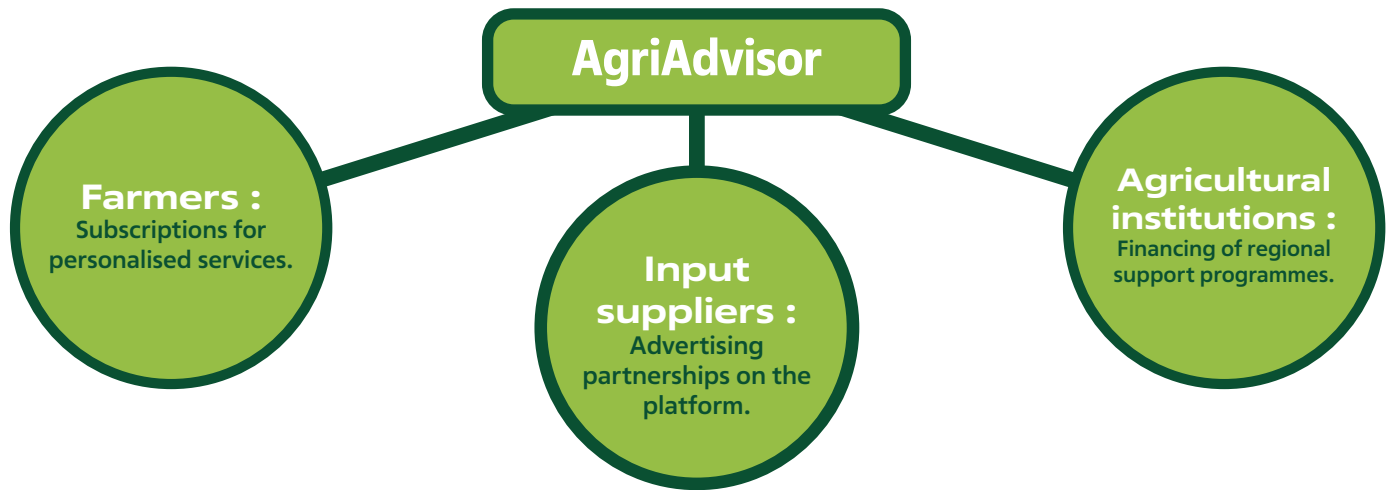 AgriAdvisor
Farmers :
Subscriptions for
personalised services.
Input
suppliers :
Advertising
partnerships on the
platform.
Agricultural
institutions :
Financing of regional
support programmes.